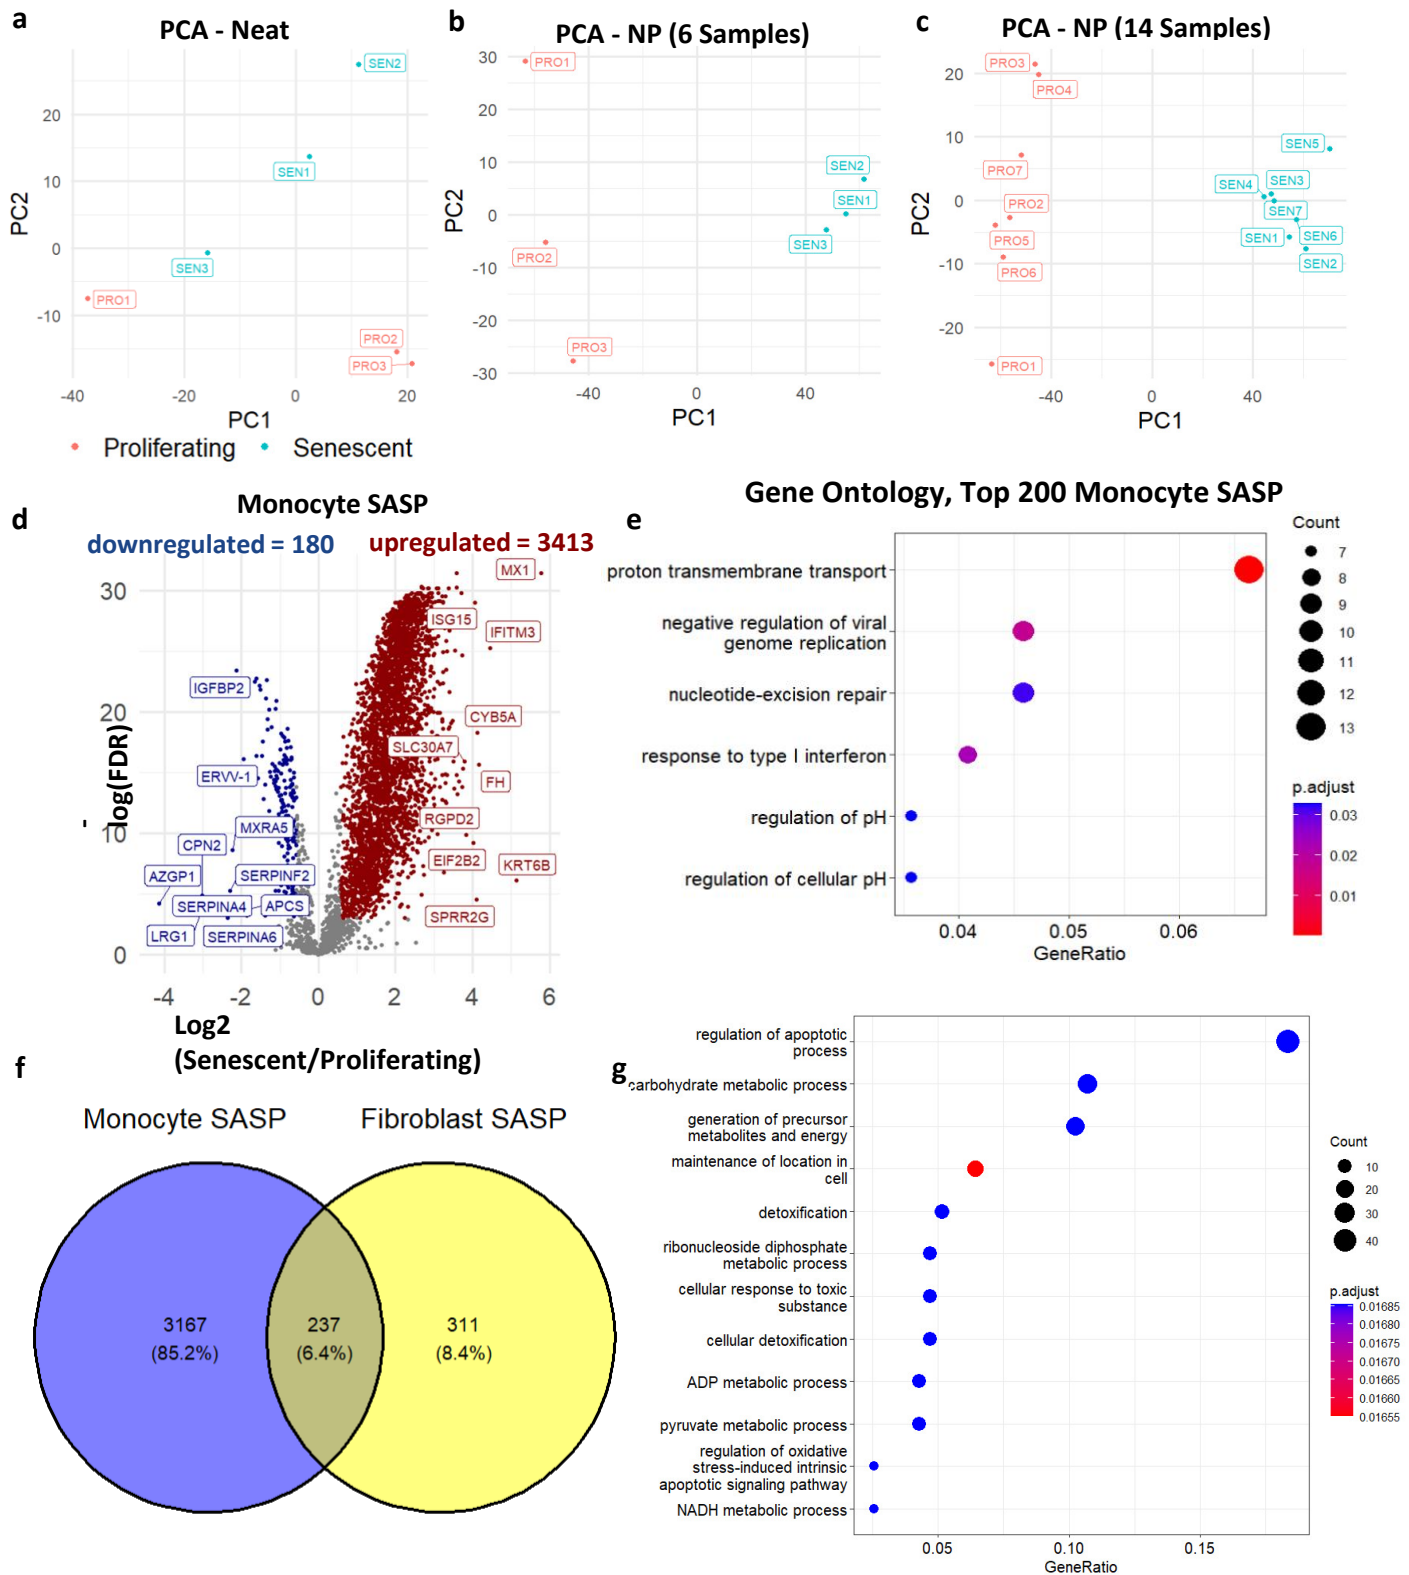 a
PCA - Neat
PC2
20
10
0
-10
SEN2
SEN1
SEN3
PRO1
PRO2
PRO3
-40
-20
0
20
PC1
Proliferating
Senescent
b
PCA - NP (6 Samples)
PC2
30
20
10
0
-10
-20
-30
PRO1
SEN2
SEN1
SEN3
PRO2
PRO3
-40
0
40
PC1
c
PCA - NP (14 Samples)
PC2
20
10
0
-10
-20
PRO3
PRO4
SEN5
PRO7
SEN4
SEN3
PRO2
SEN7
PRO5
SEN1
SEN6
PRO6
SEN2
PRO1
-40
0
40
PC1
d
Monocyte SASP
downregulated = 180
upregulated = 3413
-log(FDR)
30
20
10
0
MX1
ISG15
IFITM3
IGFBP2
CYB5A
SLC30A7
ERVV-1
FH
RGPD2
MXRA5
CPN2
EIF2B2
KRT6B
AZGP1
SERPINF2
SERPINA4
APCS
SPRR2G
LRG1
SERPINA6
-4
-2
0
2
4
6
Log2
(Senescent/Proliferating)
e
Gene Ontology, Top 200 Monocyte SASP
proton transmembrane transport
negative regulation of viral
genome replication
nucleotide-excision repair
response to type I interferon
regulation of pH
regulation of cellular pH
0.04
0.05
0.06
GeneRatio
Count
7
8
9
10
11
12
13
p.adjust
0.03
0.02
0.01
f
Monocyte SASP
Fibroblast SASP
3167
(85.2%)
237
(6.4%)
311
(8.4%)
g
regulation of apoptotic
process
carbohydrate metabolic process
generation of precursor
metabolites and energy
maintenance of location in
cell
detoxification
ribonucleoside diphosphate
metabolic process
cellular response to toxic
substance
cellular detoxification
ADP metabolic process
pyruvate metabolic process
regulation of oxidative
stress-induced intrinsic
apoptotic signaling pathway
NADH metabolic process
0.05
0.10
0.15
GeneRatio
Count
10
20
30
40
p.adjust
0.01685
0.01680
0.01675
0.01670
0.01665
0.01660
0.01655